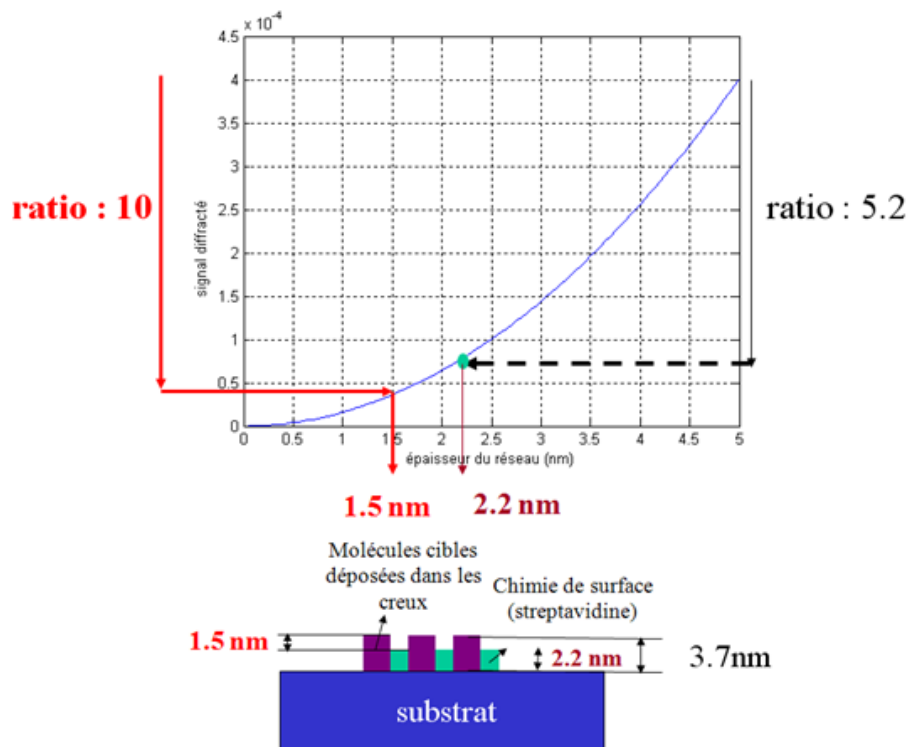 x 10⁻⁴
4.5
4
3.5
3
2.5
2
1.5
1
0.5
0
signal diffracté
0 0.5 1 1.5 2 2.5 3 3.5 4 4.5 5
épaisseur du réseau (nm)
ratio : 10
ratio : 5.2
1.5 nm
2.2 nm
Molécules cibles
déposées dans les
creux
Chimie de surface
(streptavidine)
1.5 nm
2.2 nm
3.7nm
substrat